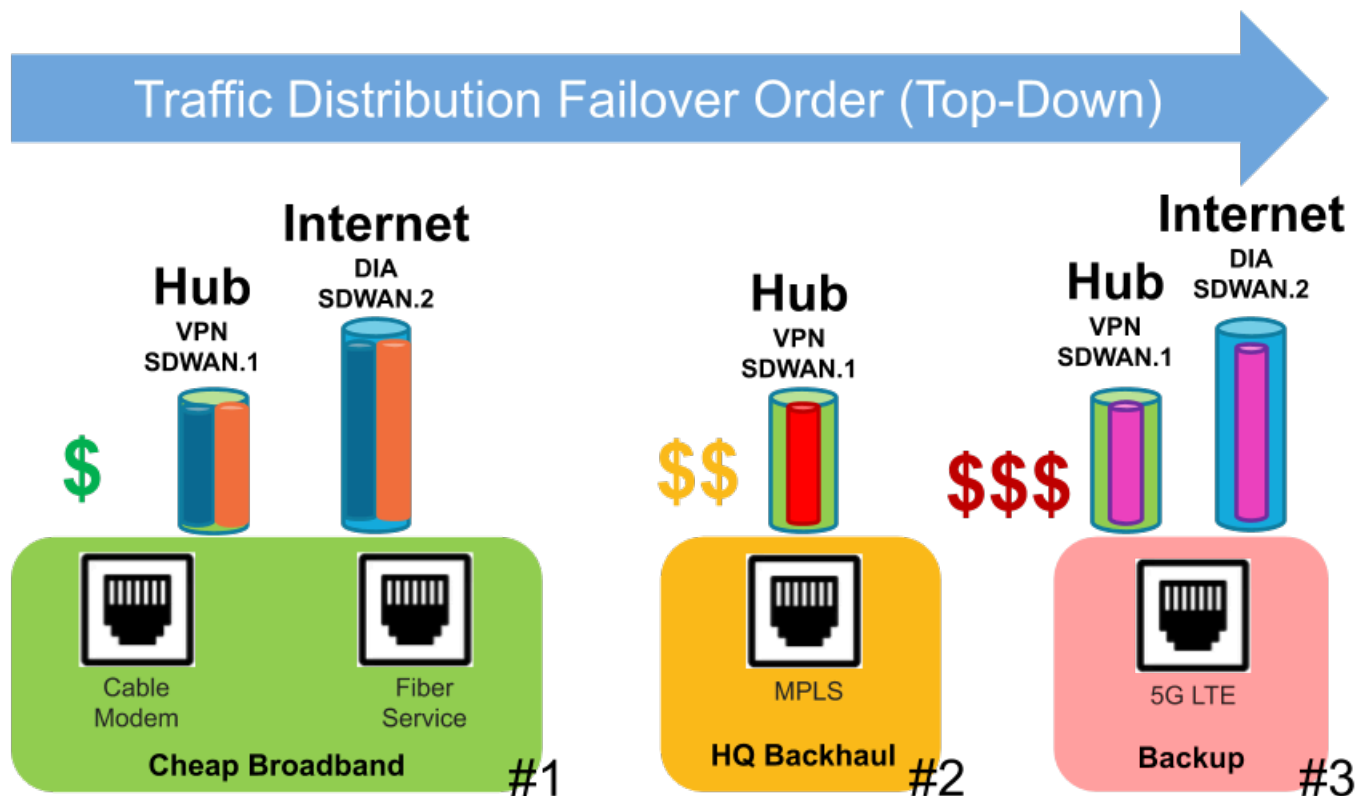 Traffic Distribution Failover Order (Top-Down)
Hub
VPN
SDWAN.1
Internet
DIA
SDWAN.2
$
Cable
Modem
Fiber
Service
Cheap Broadband
#1
Hub
VPN
SDWAN.1
$$
MPLS
HQ Backhaul
#2
Hub
VPN
SDWAN.1
Internet
DIA
SDWAN.2
$$$
5G LTE
Backup
#3